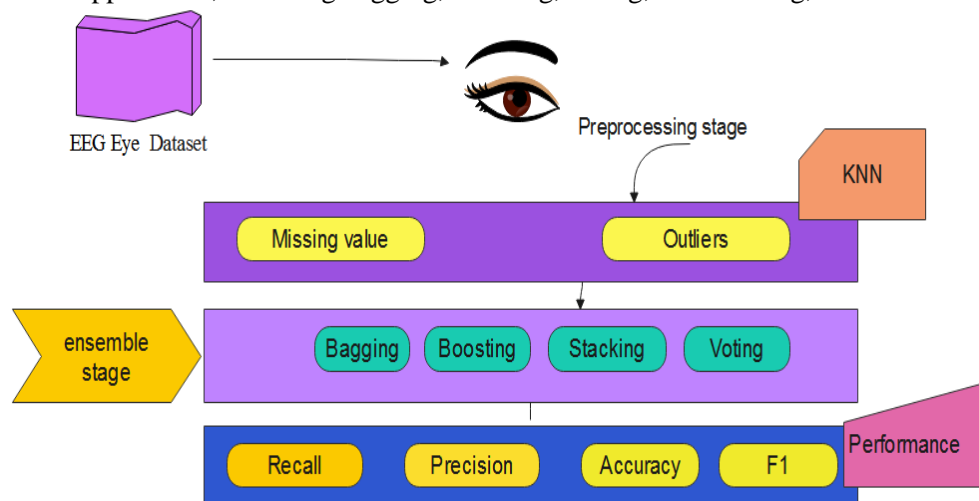 EEG Eye Dataset
Preprocessing stage
KNN
Missing value
Outliers
ensemble
stage
Bagging
Boosting
Stacking
Voting
Performance
Recall
Precision
Accuracy
F1